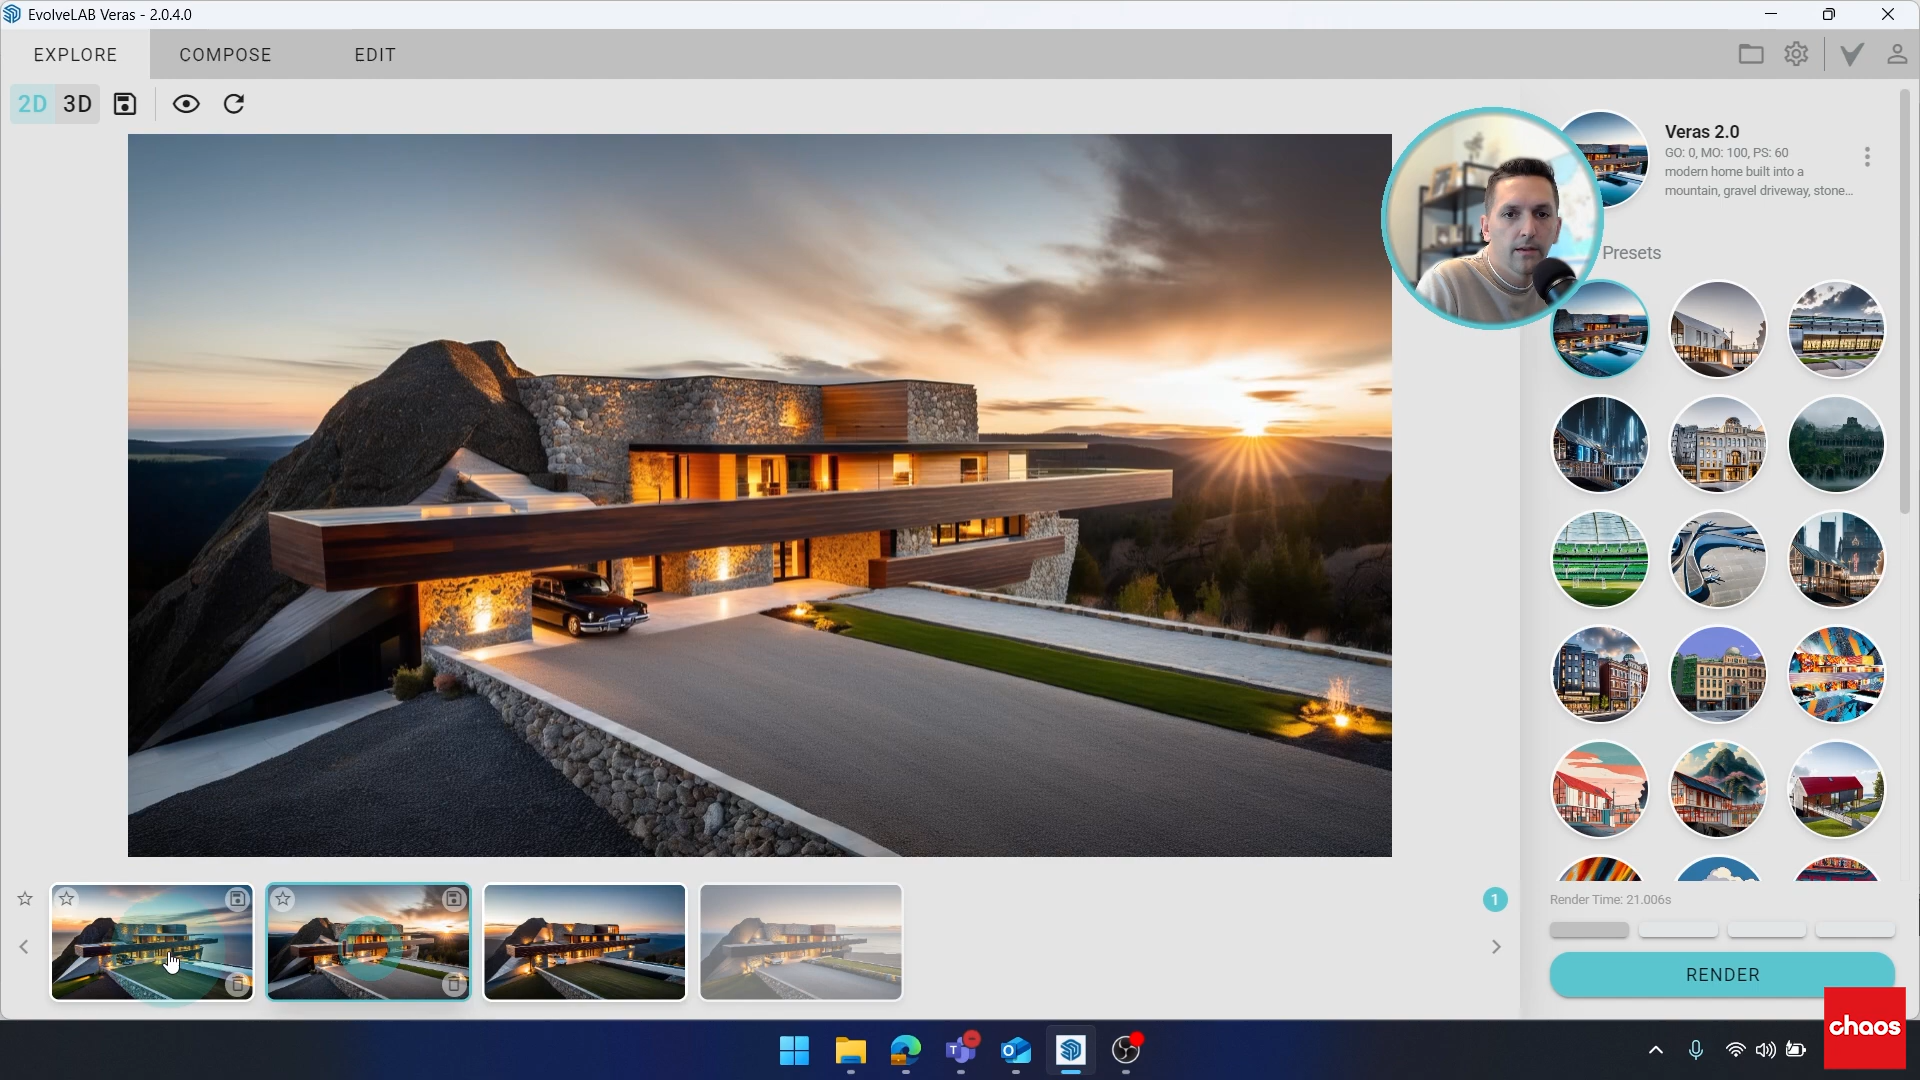 EvolveLAB Veras - 2.0.4.0
EXPLORE
COMPOSE
EDIT
2D
3D
Veras 2.0
GO: 0, MO: 100, PS: 60
modern home built into a
mountain, gravel driveway, stone...
Presets
1
Render Time: 21.006s
RENDER
chaos